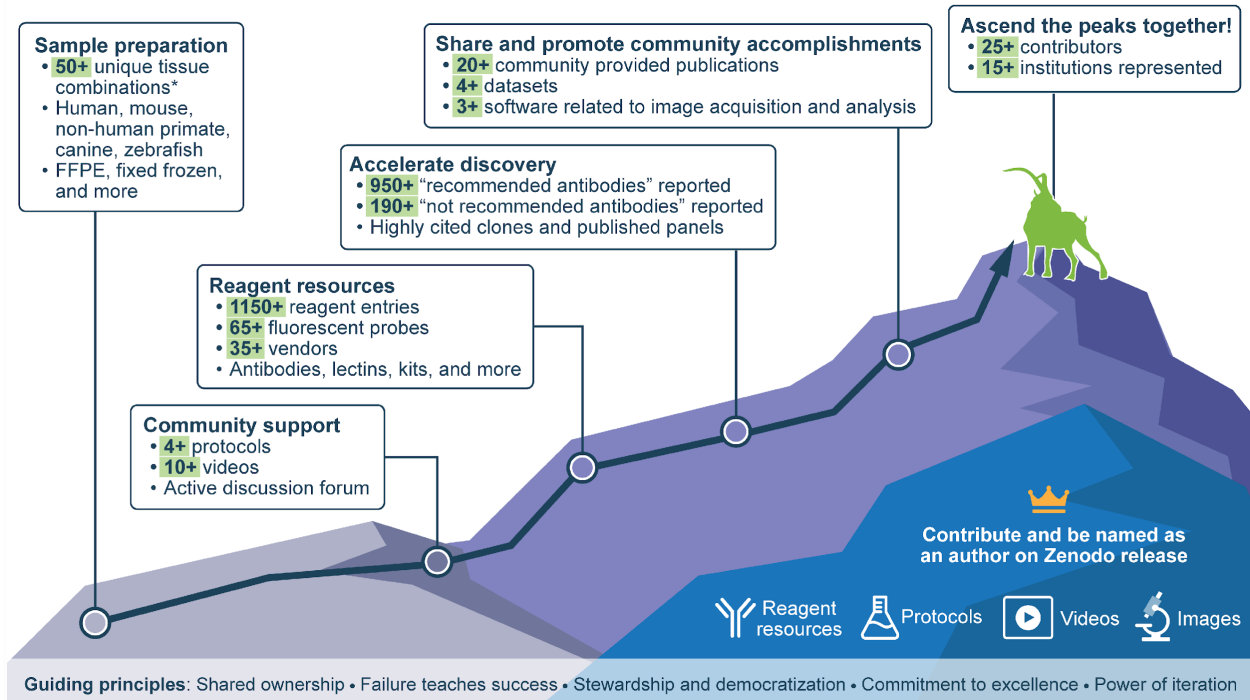 Sample preparation
• 50+ unique tissue
combinations*
• Human, mouse,
non-human primate,
canine, zebrafish
• FFPE, fixed frozen,
and more
Share and promote community accomplishments
• 20+ community provided publications
• 4+ datasets
• 3+ software related to image acquisition and analysis
Ascend the peaks together!
• 25+ contributors
• 15+ institutions represented
Accelerate discovery
• 950+ “recommended antibodies” reported
• 190+ “not recommended antibodies” reported
• Highly cited clones and published panels
Reagent resources
• 1150+ reagent entries
• 65+ fluorescent probes
• 35+ vendors
• Antibodies, lectins, kits, and more
Community support
• 4+ protocols
• 10+ videos
• Active discussion forum
Contribute and be named as
an author on Zenodo release
Reagent
resources
Protocols
Videos
Images
Guiding principles: Shared ownership • Failure teaches success • Stewardship and democratization • Commitment to excellence • Power of iteration